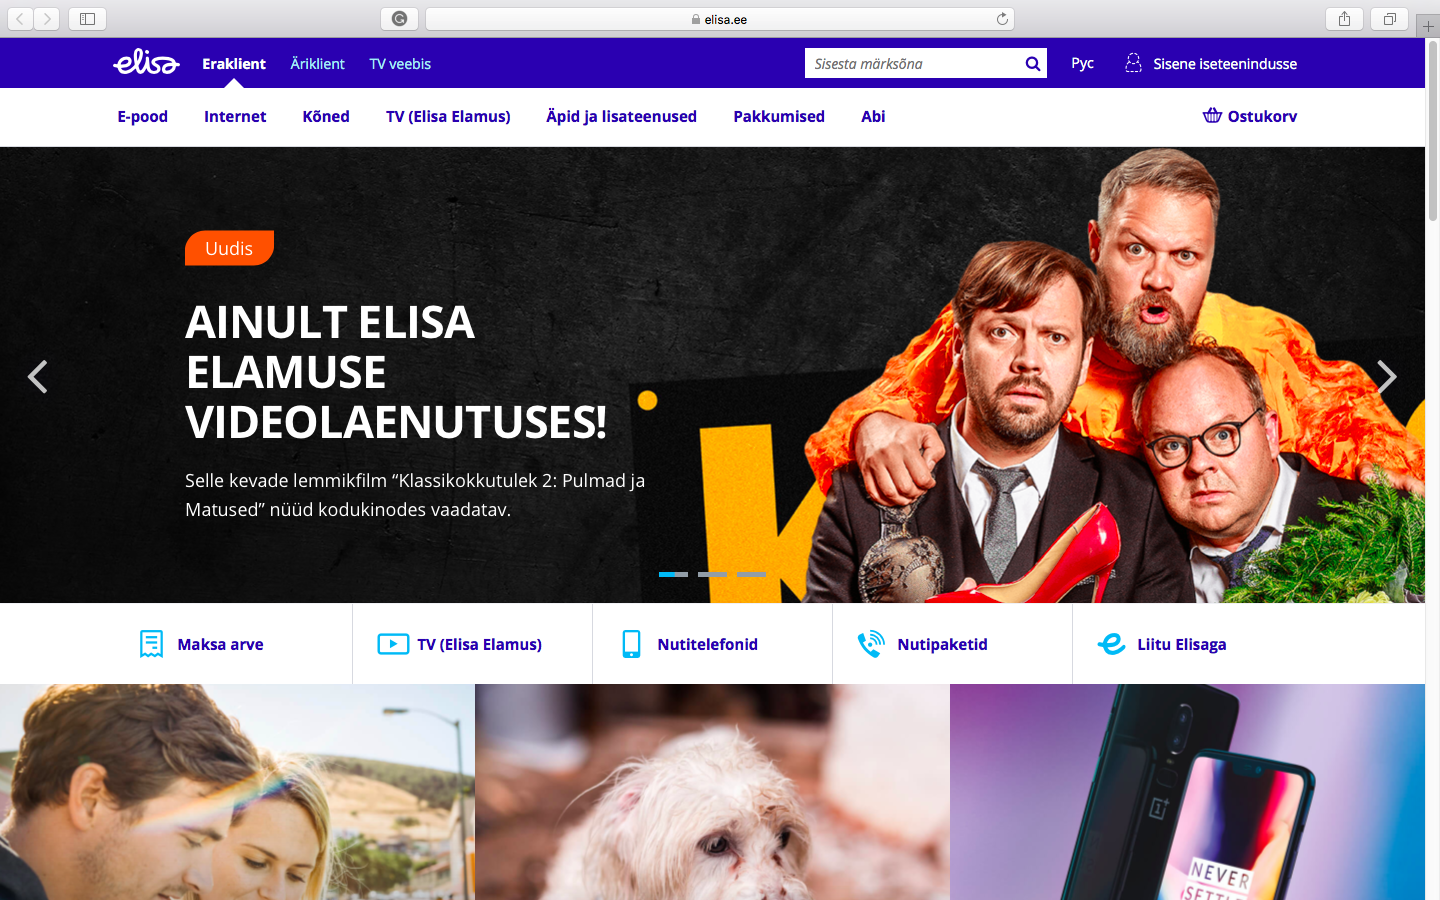 elisa.ee
elisa Eraklient Äriklient TV veebis Sisesta märksõna Рус Sisene iseteenindusse
E-pood Internet Kõned TV (Elisa Elamus) Äpid ja lisateenused Pakkumised Abi Ostukorv
Uudis
AINULT ELISA
ELAMUSE
VIDEOLAENUTUSES!
Selle kevade lemmikfilm “Klassikokkutulek 2: Pulmad ja
Matused” nüüd kodukinodes vaadatav.
Maksa arve TV (Elisa Elamus) Nutitelefonid Nutipaketid Liitu Elisaga
NEVER